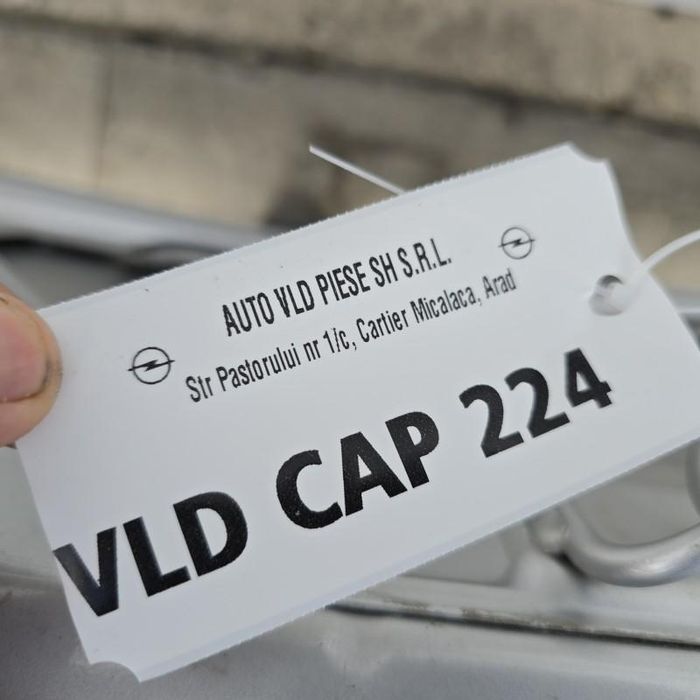 AUTO VLD PIESE SH S.R.L.
Str Pastorului nr 1/c, Cartier Micalaca, Arad
VLD CAP 224